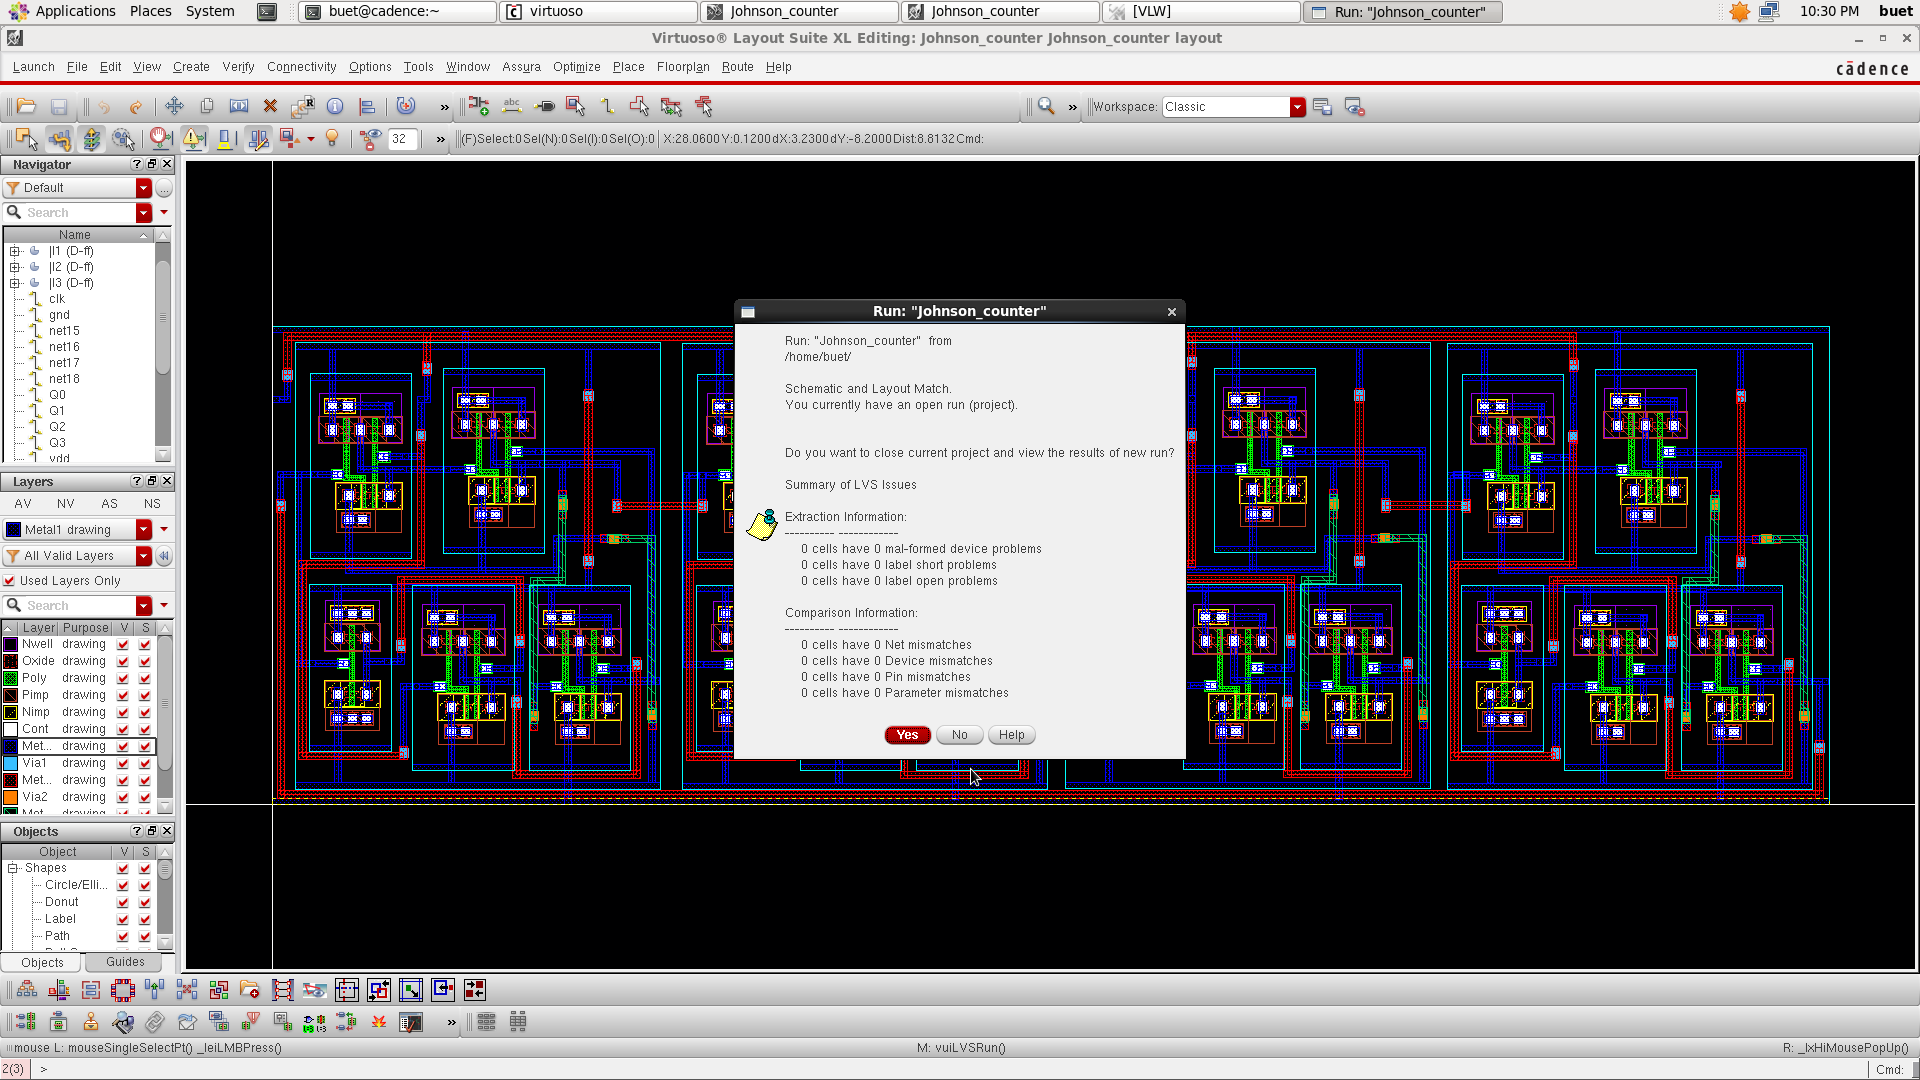 Applications Places System
buet@cadence:~
virtuoso
Johnson_counter
Johnson_counter
[VLW]
Run: "Johnson_counter"
10:30 PM buet
Virtuoso® Layout Suite XL Editing: Johnson_counter Johnson_counter layout
Launch File Edit View Create Verify Connectivity Options Tools Window Assura Optimize Place Floorplan Route Help
cādence
abc
R
»
»
Workspace: Classic
32
»
(F)Select:0 Sel(N):0 Sel(I):0 Sel(O):0 X:28.0600 Y:0.1200 dX:3.2300 dY:-8.2000 Dist:8.8132 Cmd:
Navigator
Default
Search
Name
|I1 (D-ff)
|I2 (D-ff)
|I3 (D-ff)
clk
gnd
net15
net16
net17
net18
Q0
Q1
Q2
Q3
vdd
Layers
AV NV AS NS
Metal1 drawing
All Valid Layers
Used Layers Only
Search
Layer Purpose V S
Nwell drawing
Oxide drawing
Poly drawing
Pimp drawing
Nimp drawing
Cont drawing
Met... drawing
Via1 drawing
Met... drawing
Via2 drawing
Objects
Object V S
Shapes
Circle/Elli...
Donut
Label
Path
Objects Guides
Run: "Johnson_counter"
Run: "Johnson_counter" from
/home/buet/
Schematic and Layout Match.
You currently have an open run (project).
Do you want to close current project and view the results of new run?
Summary of LVS Issues
Extraction Information:
---------- ------------
0 cells have 0 mal-formed device problems
0 cells have 0 label short problems
0 cells have 0 label open problems
Comparison Information:
---------- ------------
0 cells have 0 Net mismatches
0 cells have 0 Device mismatches
0 cells have 0 Pin mismatches
0 cells have 0 Parameter mismatches
Yes No Help
»
mouse L: mouseSingleSelectPt() _leiLMBPress()
M: vuiLVSRun()
R: _lxHiMousePopUp()
2(3) >
Cmd: